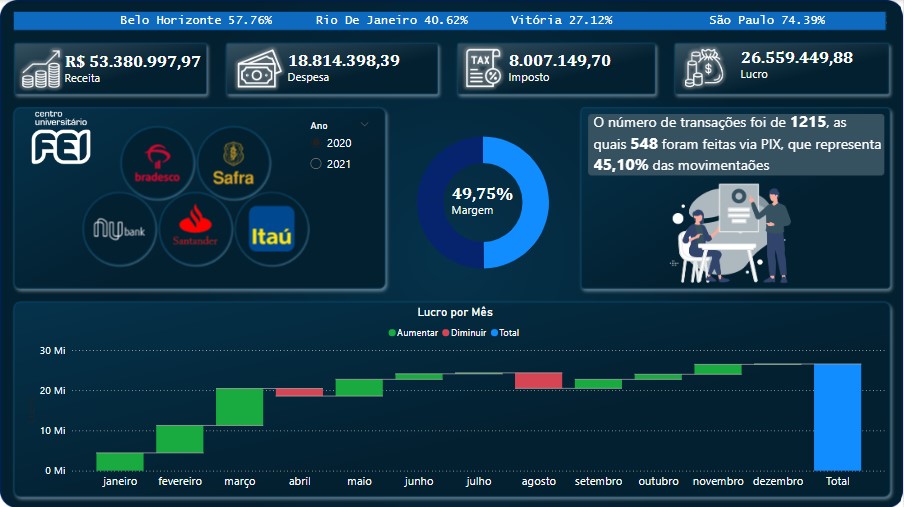 Belo Horizonte 57.76% Rio De Janeiro 40.62% Vitória 27.12% São Paulo 74.39%
R$ 53.380.997,97
Receita
18.814.398,39
Despesa
TAX
8.007.149,70
Imposto
26.559.449,88
Lucro
centro
universitário
FEI
bradesco
Safra
nu bank
Santander
Itaú
Ano
2020
2021
49,75%
Margem
O número de transações foi de 1215, as
quais 548 foram feitas via PIX, que representa
45,10% das movimentaões
Lucro por Mês
Aumentar Diminuir Total
30 Mi
20 Mi
10 Mi
0 Mi
janeiro fevereiro março abril maio junho julho agosto setembro outubro novembro dezembro Total